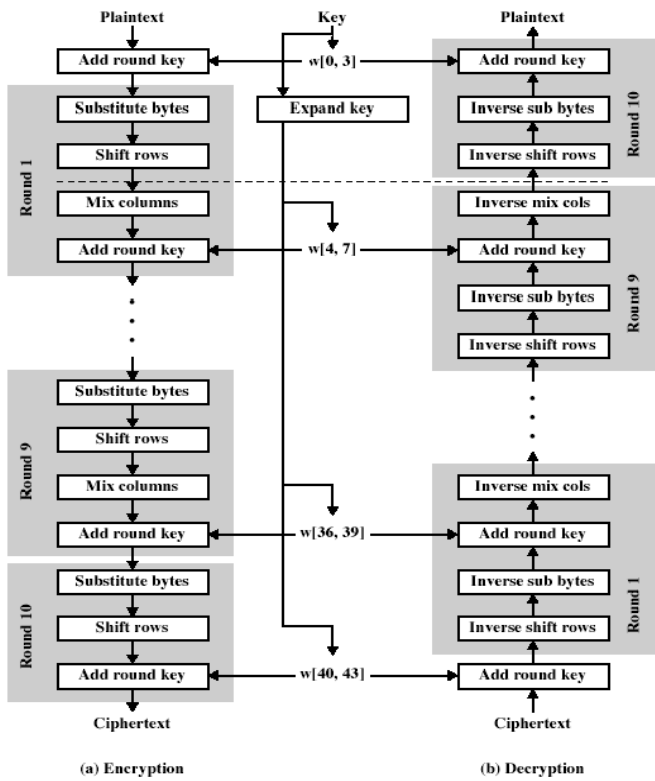 Plaintext
Key
Plaintext
Add round key
w[0, 3]
Add round key
Round 1
Substitute bytes
Shift rows
Mix columns
Add round key
Expand key
Round 10
Inverse sub bytes
Inverse shift rows
w[4, 7]
Round 9
Inverse mix cols
Add round key
Inverse sub bytes
Inverse shift rows
Round 9
Substitute bytes
Shift rows
Mix columns
Add round key
w[36, 39]
Round 1
Inverse mix cols
Add round key
Inverse sub bytes
Inverse shift rows
Round 10
Substitute bytes
Shift rows
Add round key
w[40, 43]
Add round key
Ciphertext
Ciphertext
(a) Encryption
(b) Decryption